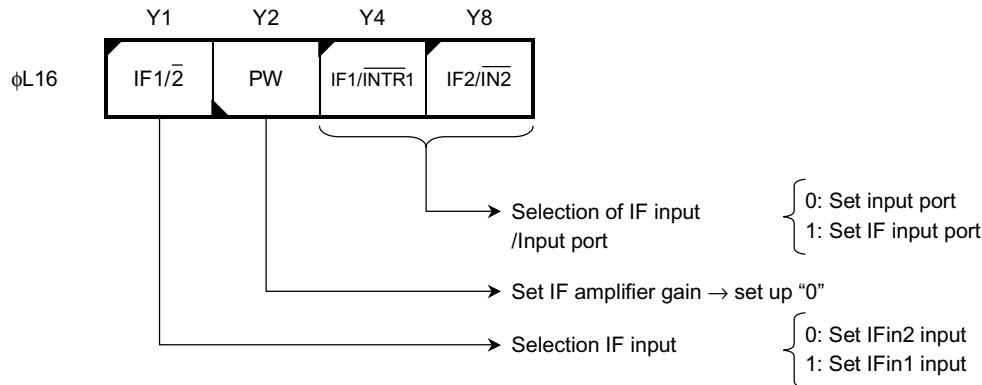 Y1 Y2 Y4 Y8
ϕL16 IF1/2̅ PW IF1/I̅N̅T̅R̅1 IF2/I̅N̅2̅
Selection of IF input
/Input port
0: Set input port
1: Set IF input port
Set IF amplifier gain → set up “0”
Selection IF input
0: Set IFin2 input
1: Set IFin1 input